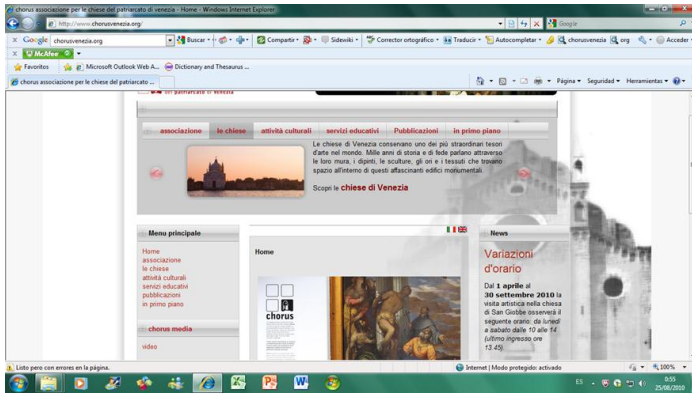 chorus associazione per le chiese del patriarcato di venezia - Home - Windows Internet Explorer
http://www.chorusvenezia.org/
Google
Google chorusvenezia.org Buscar Compartir Sidewiki Corrector ortográfico Traducir Autocompletar chorusvenezia org Acceder
McAfee
Favoritos Microsoft Outlook Web A... Dictionary and Thesaurus ...
chorus associazione per le chiese del patriarcato ... Página Seguridad Herramientas
del patriarcato di venezia
associazione le chiese attività culturali servizi educativi Pubblicazioni in primo piano
Le chiese di Venezia conservano uno dei più straordinari tesori
d'arte nel mondo. Mille anni di storia e di fede parlano attraverso
le loro mura, i dipinti, le sculture, gli ori e i tessuti che trovano
spazio all'interno di questi affascinanti edifici monumentali.
Scopri le chiese di Venezia
Menu principale
Home
associazione
le chiese
attività culturali
servizi educativi
pubblicazioni
in primo piano
chorus media
video
Home
chorus
News
Variazioni
d'orario
Dal 1 aprile al
30 settembre 2010 la
visita artistica nella chiesa
di San Giobbe osserverà il
seguente orario: da lunedì
a sabato dalle 10 alle 14
(ultimo ingresso ore
13.45).
Listo pero con errores en la página. Internet | Modo protegido: activado 100%
ES 9:55
25/08/2010